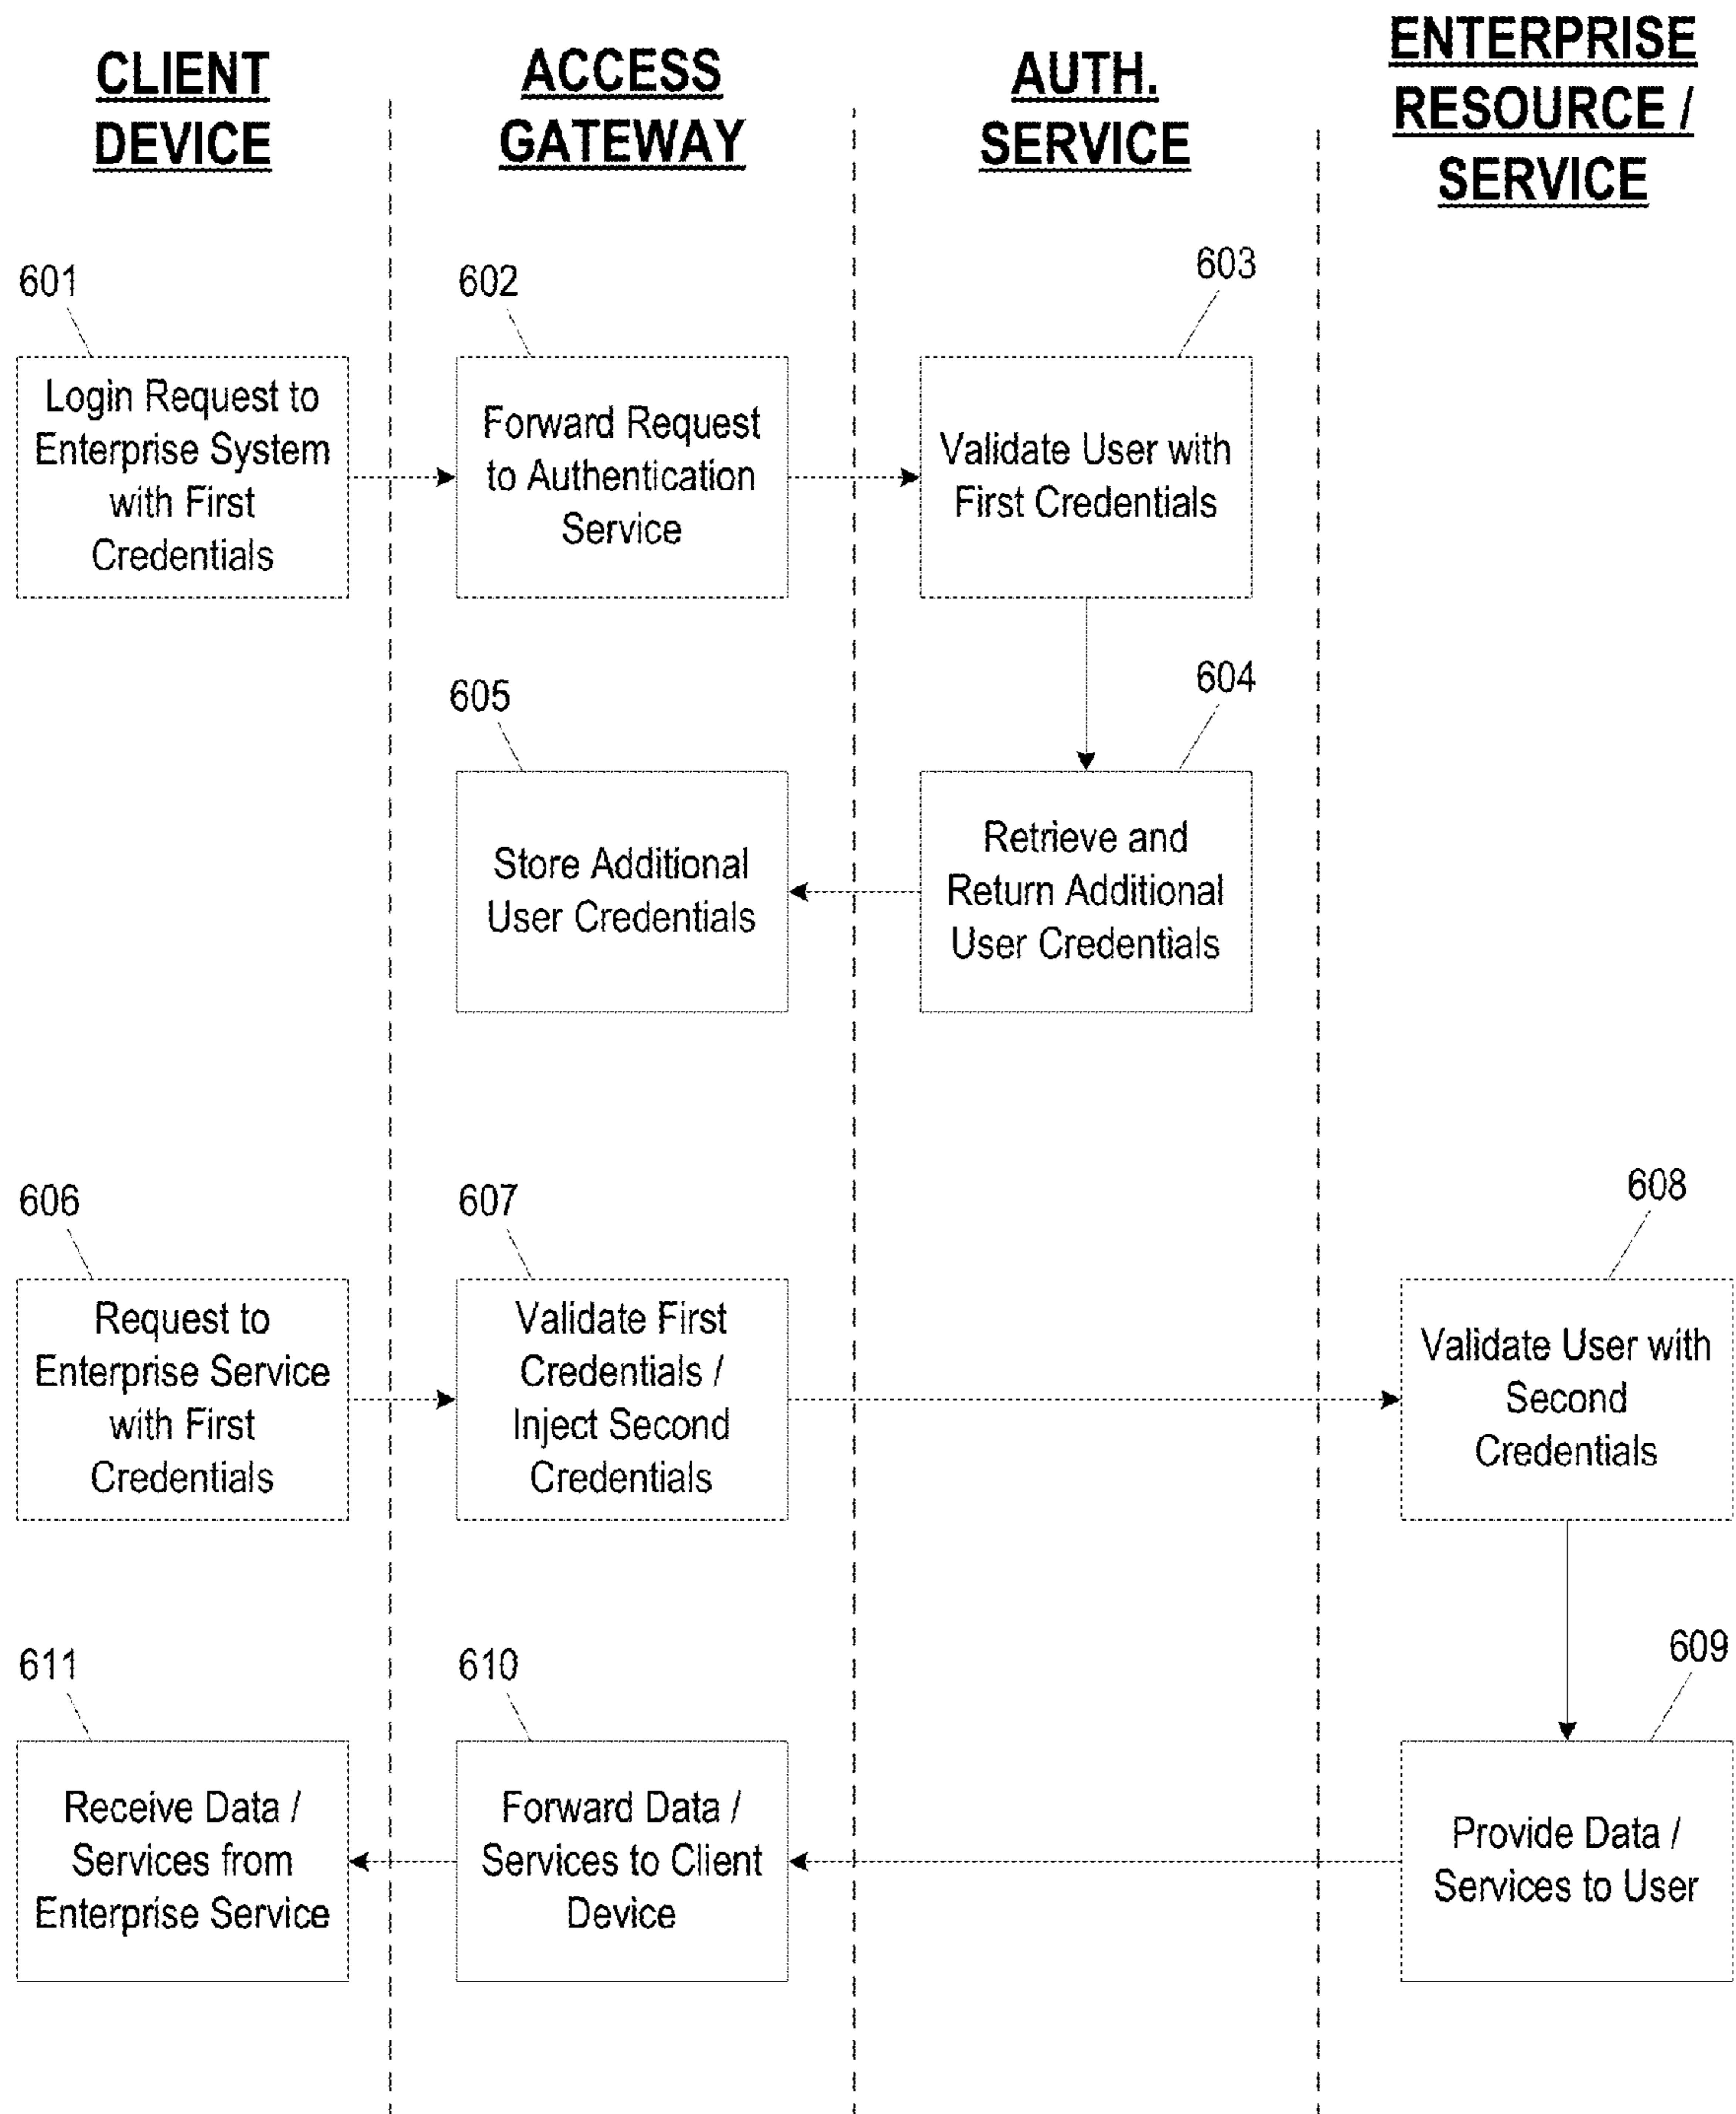 CLIENT
DEVICE
ACCESS
GATEWAY
AUTH.
SERVICE
ENTERPRISE
RESOURCE /
SERVICE
601
Login Request to
Enterprise System
with First
Credentials
602
Forward Request
to Authentication
Service
603
Validate User with
First Credentials
605
Store Additional
User Credentials
604
Retrieve and
Return Additional
User Credentials
606
Request to
Enterprise Service
with First
Credentials
607
Validate First
Credentials /
Inject Second
Credentials
608
Validate User with
Second
Credentials
611
Receive Data /
Services from
Enterprise Service
610
Forward Data /
Services to Client
Device
609
Provide Data /
Services to User